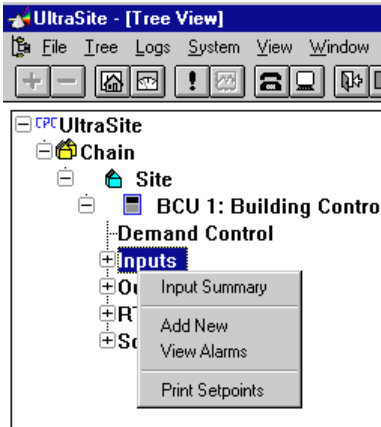 UltraSite - [Tree View]
File Tree Logs System View Window
CPC UltraSite
Chain
Site
BCU 1: Building Contro
Demand Control
Inputs
Input Summary
Add New
View Alarms
Print Setpoints